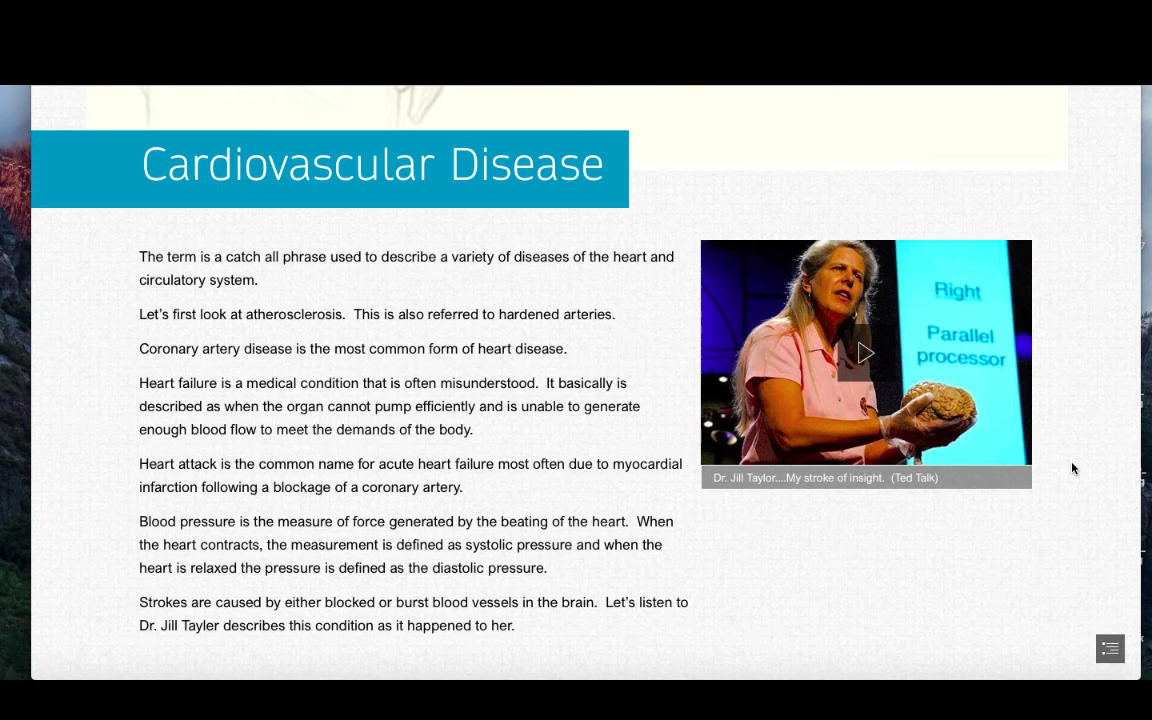 Cardiovascular Disease
The term is a catch all phrase used to describe a variety of diseases of the heart and
circulatory system.
Let's first look at atherosclerosis.  This is also referred to hardened arteries.
Coronary artery disease is the most common form of heart disease.
Heart failure is a medical condition that is often misunderstood.  It basically is
described as when the organ cannot pump efficiently and is unable to generate
enough blood flow to meet the demands of the body.
Heart attack is the common name for acute heart failure most often due to myocardial
infarction following a blockage of a coronary artery.
Blood pressure is the measure of force generated by the beating of the heart.  When
the heart contracts, the measurement is defined as systolic pressure and when the
heart is relaxed the pressure is defined as the diastolic pressure.
Strokes are caused by either blocked or burst blood vessels in the brain.  Let's listen to
Dr. Jill Tayler describes this condition as it happened to her.
Right
Parallel
processor
Dr. Jill Taylor....My stroke of insight.  (Ted Talk)